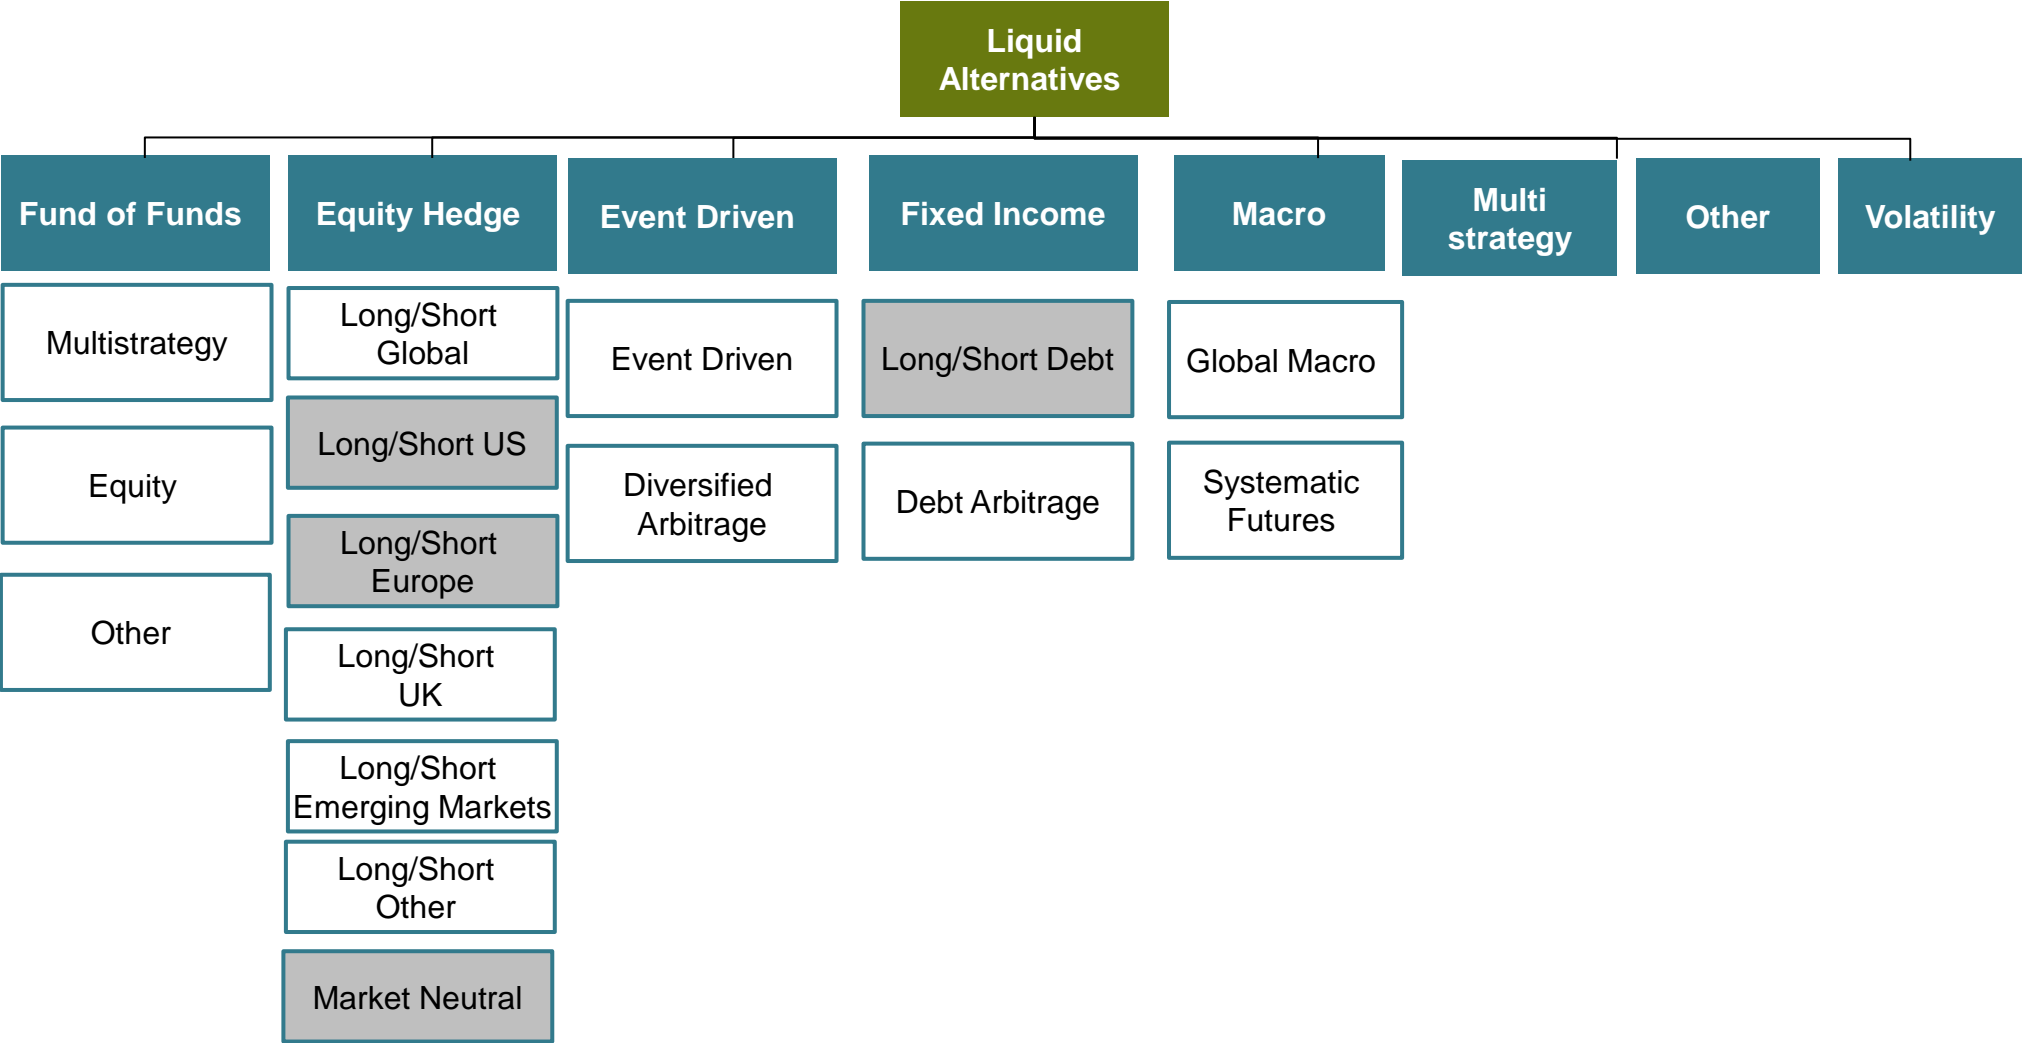 Liquid
Alternatives
Fund of Funds
Equity Hedge
Event Driven
Fixed Income
Macro
Multi
strategy
Other
Volatility
Multistrategy
Equity
Other
Long/Short
Global
Long/Short US
Long/Short
Europe
Long/Short
UK
Long/Short
Emerging Markets
Long/Short
Other
Market Neutral
Event Driven
Diversified
Arbitrage
Long/Short Debt
Debt Arbitrage
Global Macro
Systematic
Futures